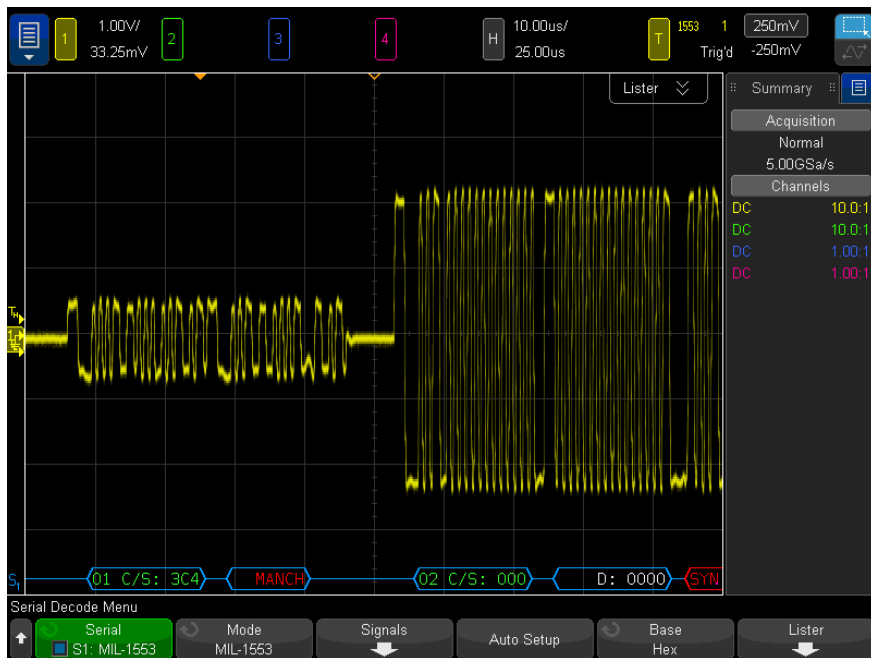 1 1.00V/ 33.25mV 2 3 4 H 10.00us/ 25.00us T 1553 1 Trig'd 250mV -250mV
Lister
Summary
Acquisition
Normal
5.00GSa/s
Channels
DC 10.0:1
DC 10.0:1
DC 1.00:1
DC 1.00:1
TH
1
S1 01 C/S: 3C4 MANCH 02 C/S: 000 D: 0000 SYN
Serial Decode Menu
Serial
S1: MIL-1553
Mode
MIL-1553
Signals
Auto Setup
Base
Hex
Lister